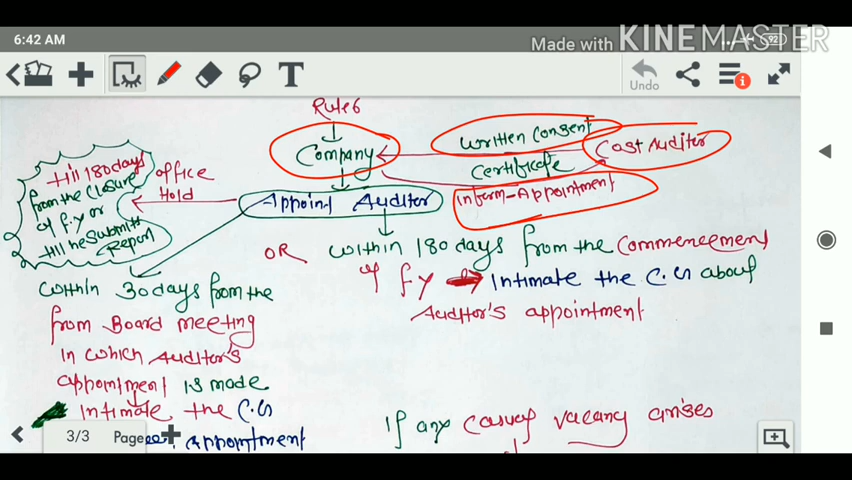 6:42 AM
Made with KINEMASTER
92
Undo
Rule 6
Company
written consent
Cost Auditor
Certificate
Inform-Appointment
Appoint Auditor
office
Hold
till 180 days
from the closure
of f.y or
till he submits
Report
OR
within 180 days from the Commencement
of f.y → Intimate the C.G about
Auditor's appointment
within 30 days from the
from Board meeting
in which Auditor's
appointment is made
Intimate the C.G
appointment
If any casual vacancy arises
3/3 Page